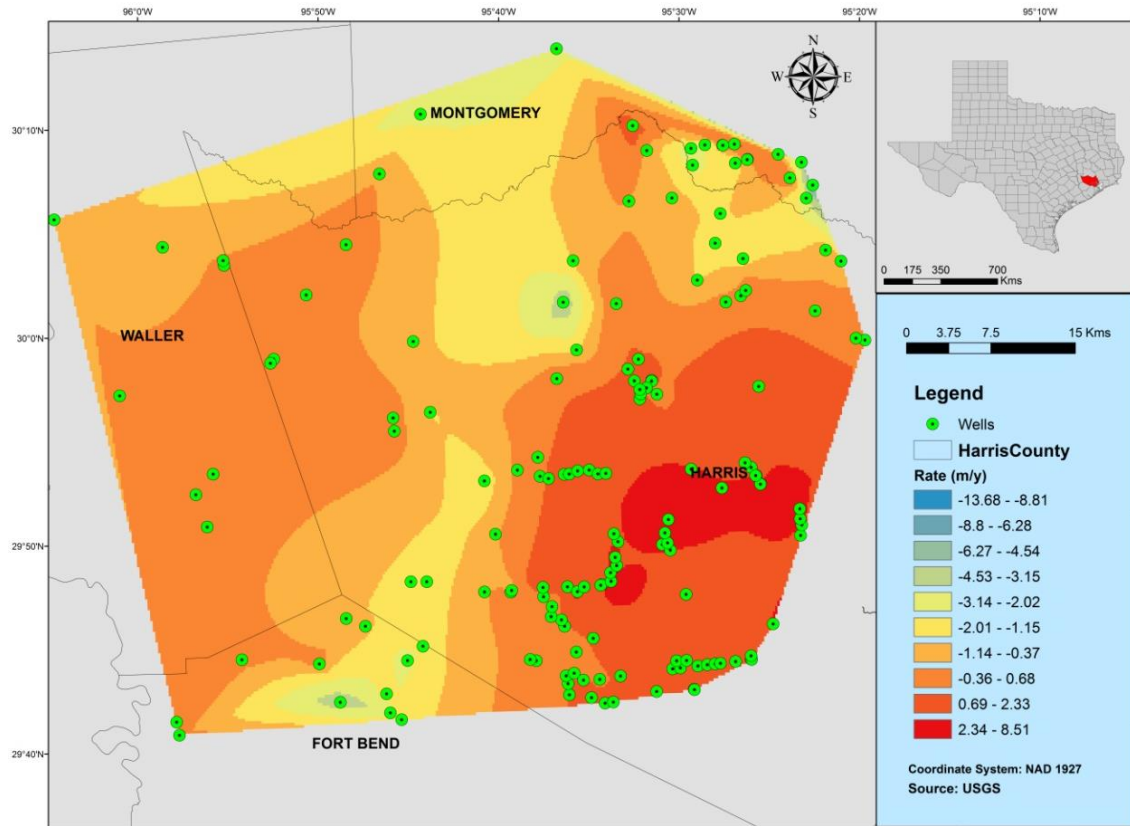 96°0'W 95°50'W 95°40'W 95°30'W 95°20'W 95°10'W
30°10'N
30°0'N
29°50'N
29°40'N
N
W E
S
MONTGOMERY
WALLER
HARRIS
FORT BEND
0 175 350 700
Kms
0 3.75 7.5 15 Kms
Legend
Wells
HarrisCounty
Rate (m/y)
-13.68 - -8.81
-8.8 - -6.28
-6.27 - -4.54
-4.53 - -3.15
-3.14 - -2.02
-2.01 - -1.15
-1.14 - -0.37
-0.36 - 0.68
0.69 - 2.33
2.34 - 8.51
Coordinate System: NAD 1927
Source: USGS